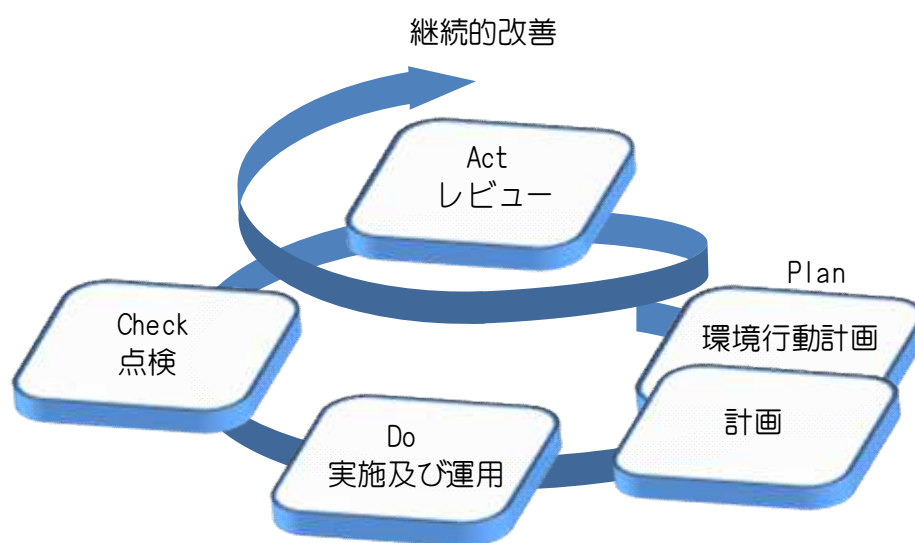 継続的改善
Act
レビュー
Plan
環境行動計画
計画
Check
点検
Do
実施及び運用